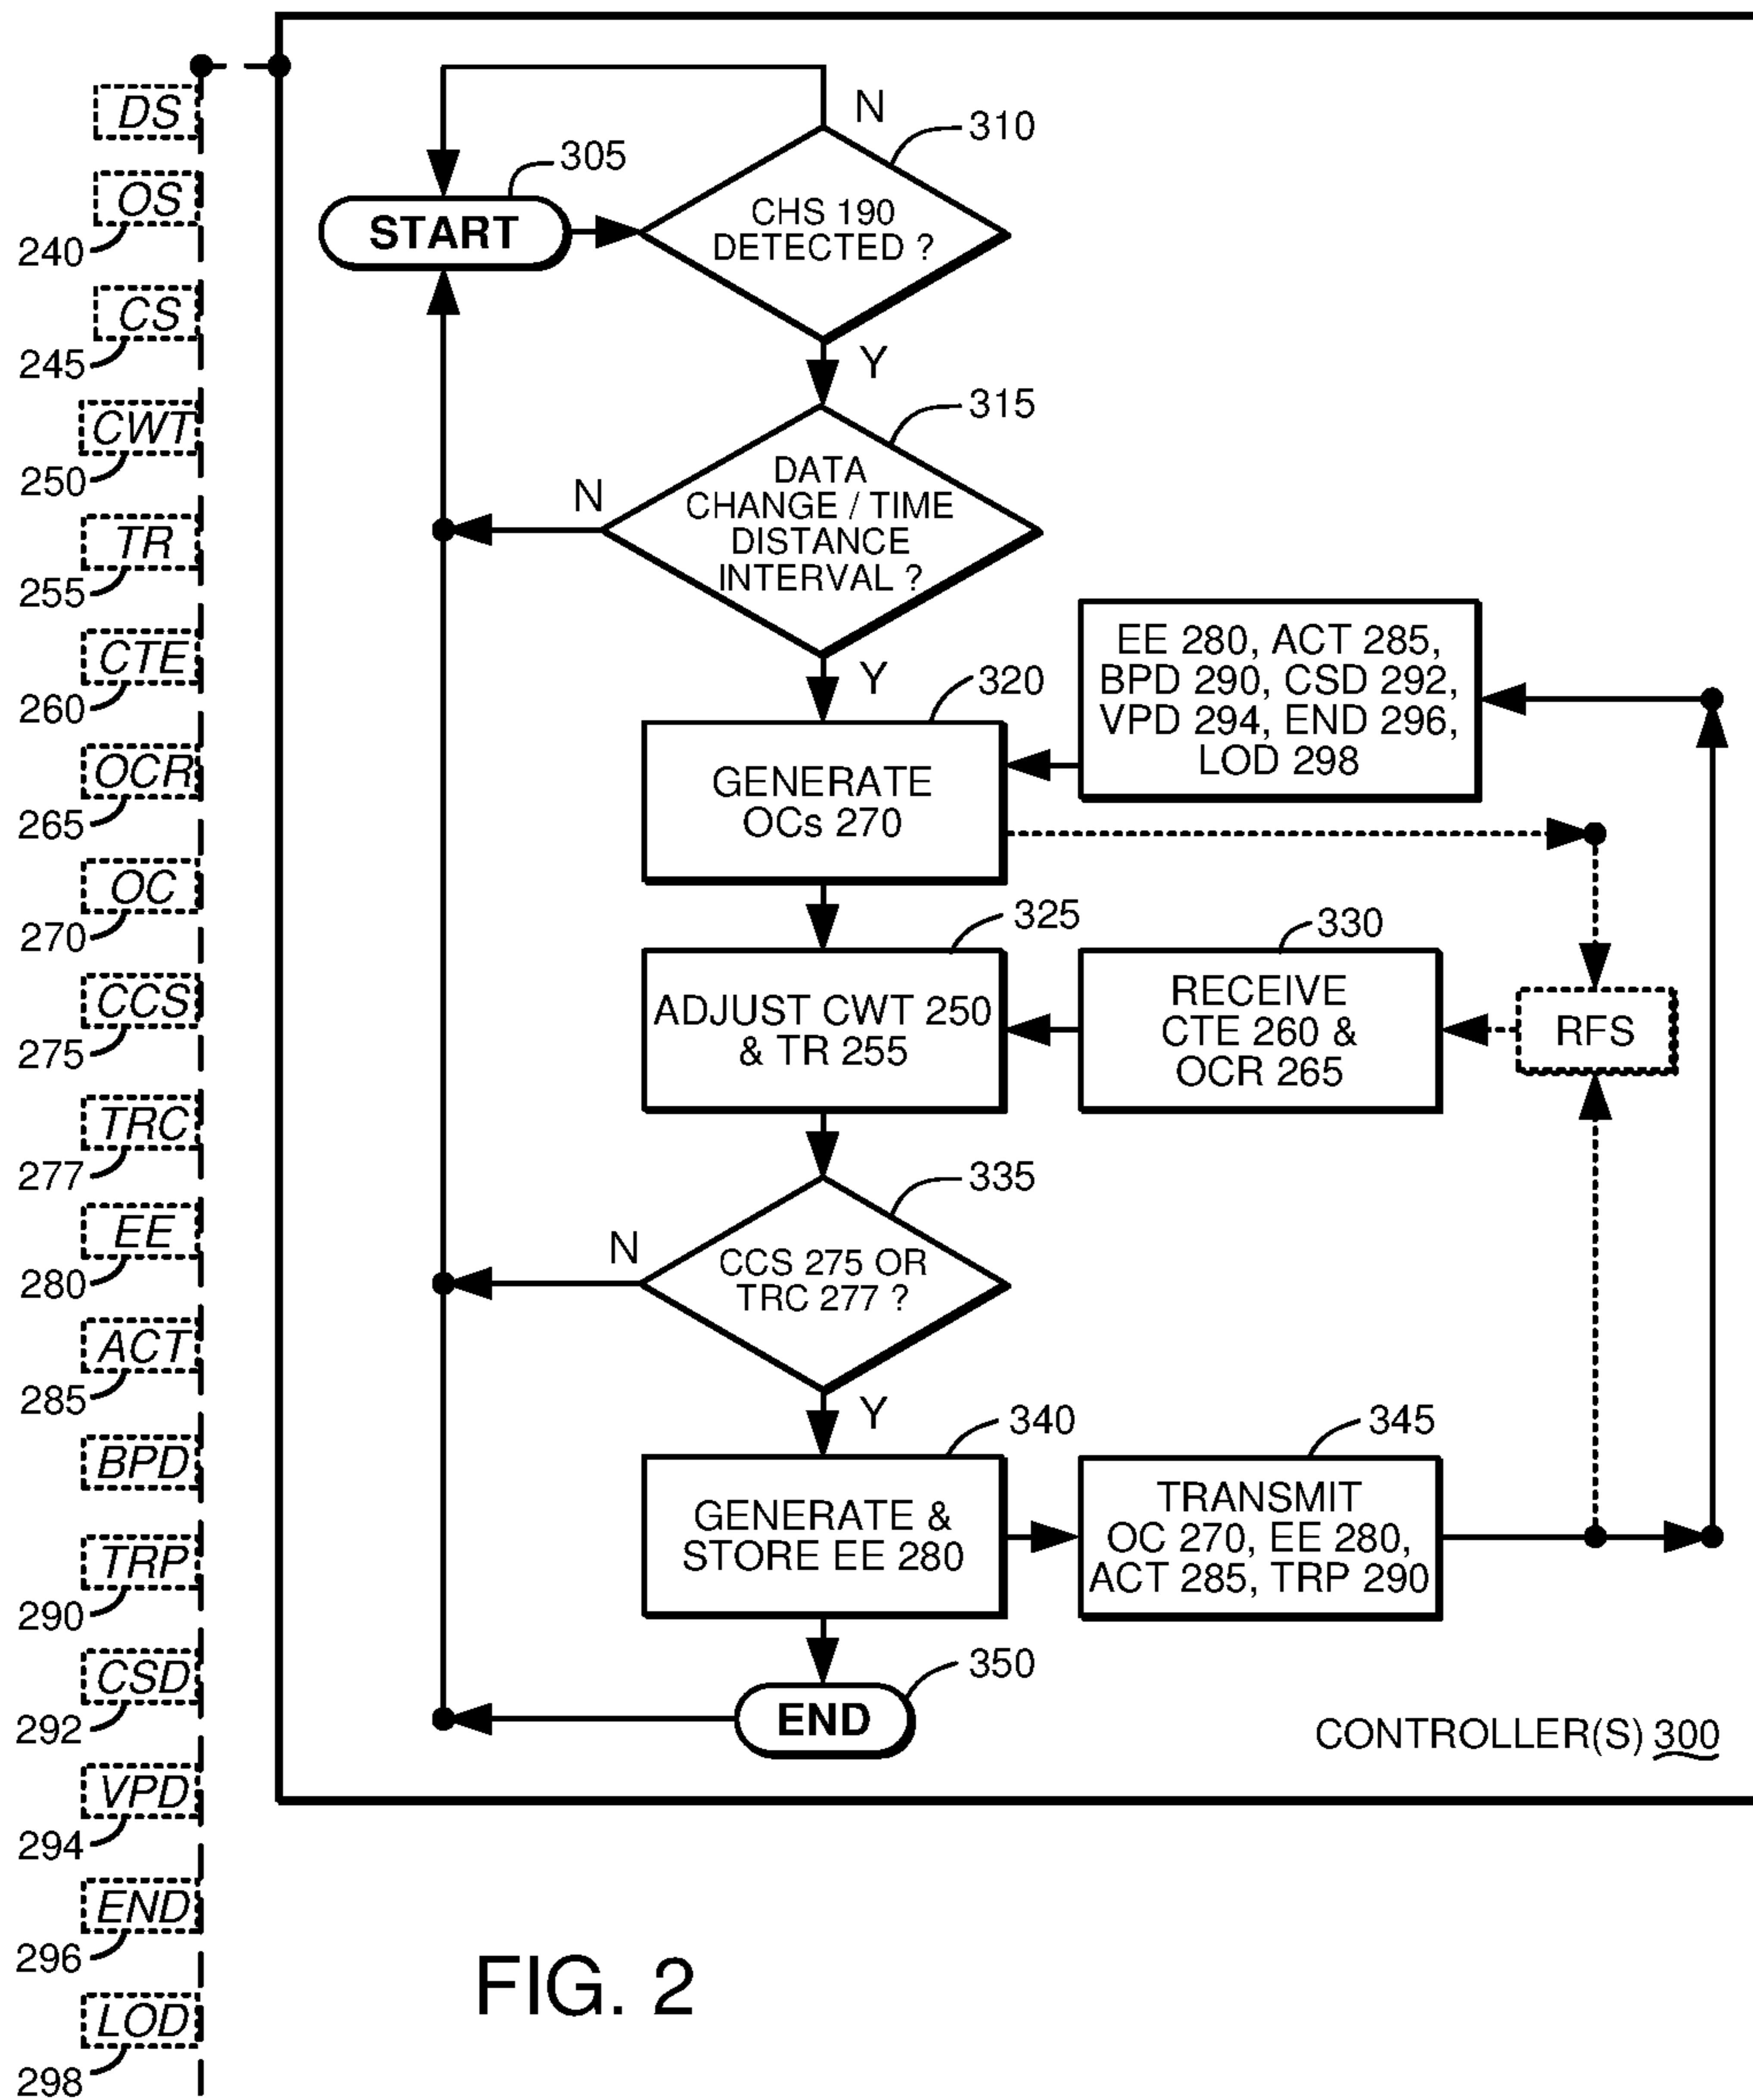 DS
OS
240
CS
245
CWT
250
TR
255
CTE
260
OCR
265
OC
270
CCS
275
TRC
277
EE
280
ACT
285
BPD
TRP
290
CSD
292
VPD
294
END
296
LOD
298
N
310
305
START
CHS 190
DETECTED ?
Y
315
DATA
CHANGE / TIME
DISTANCE
INTERVAL ?
N
Y
320
EE 280, ACT 285,
BPD 290, CSD 292,
VPD 294, END 296,
LOD 298
GENERATE
OCs 270
325
330
ADJUST CWT 250
& TR 255
RECEIVE
CTE 260 &
OCR 265
RFS
335
N
CCS 275 OR
TRC 277 ?
Y
340
345
GENERATE &
STORE EE 280
TRANSMIT
OC 270, EE 280,
ACT 285, TRP 290
350
END
CONTROLLER(S) 300
FIG. 2